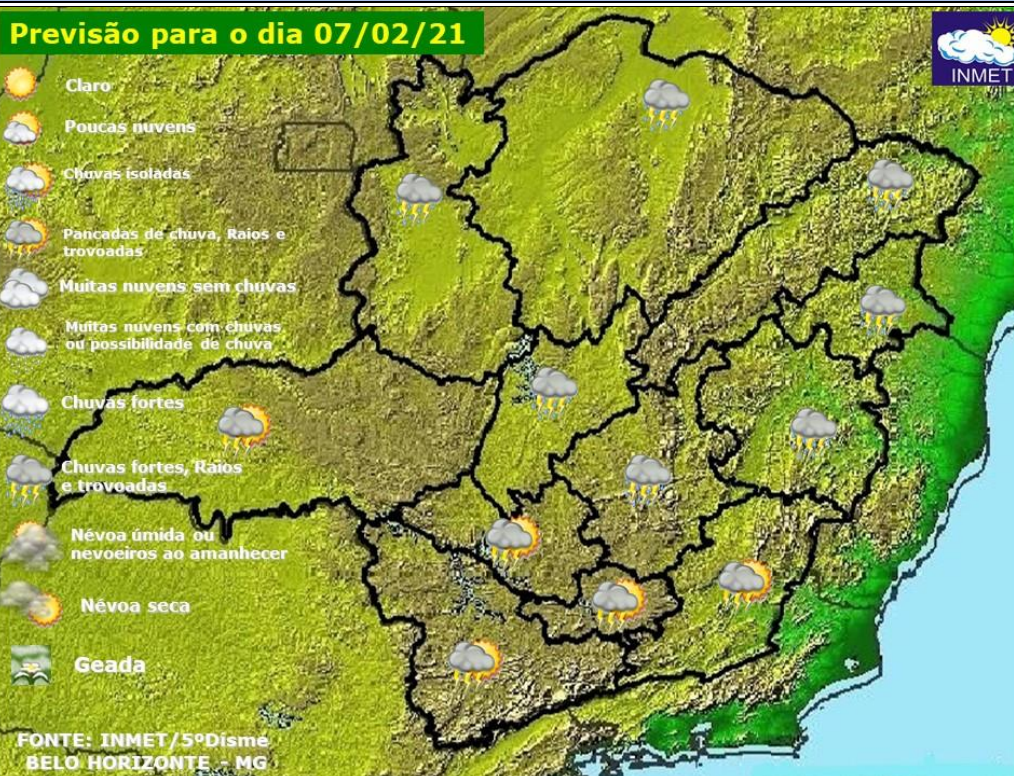 Previsão para o dia 07/02/21
INMET
Claro
Poucas nuvens
Chuvas isoladas
Pancadas de chuva, Raios e
trovoadas
Muitas nuvens sem chuvas
Muitas nuvens com chuvas
ou possibilidade de chuva
Chuvas fortes
Chuvas fortes, Raios
e trovoadas
Névoa úmida ou
nevoeiros ao amanhecer
Névoa seca
Geada
FONTE: INMET/5ºDisme
BELO HORIZONTE - MG